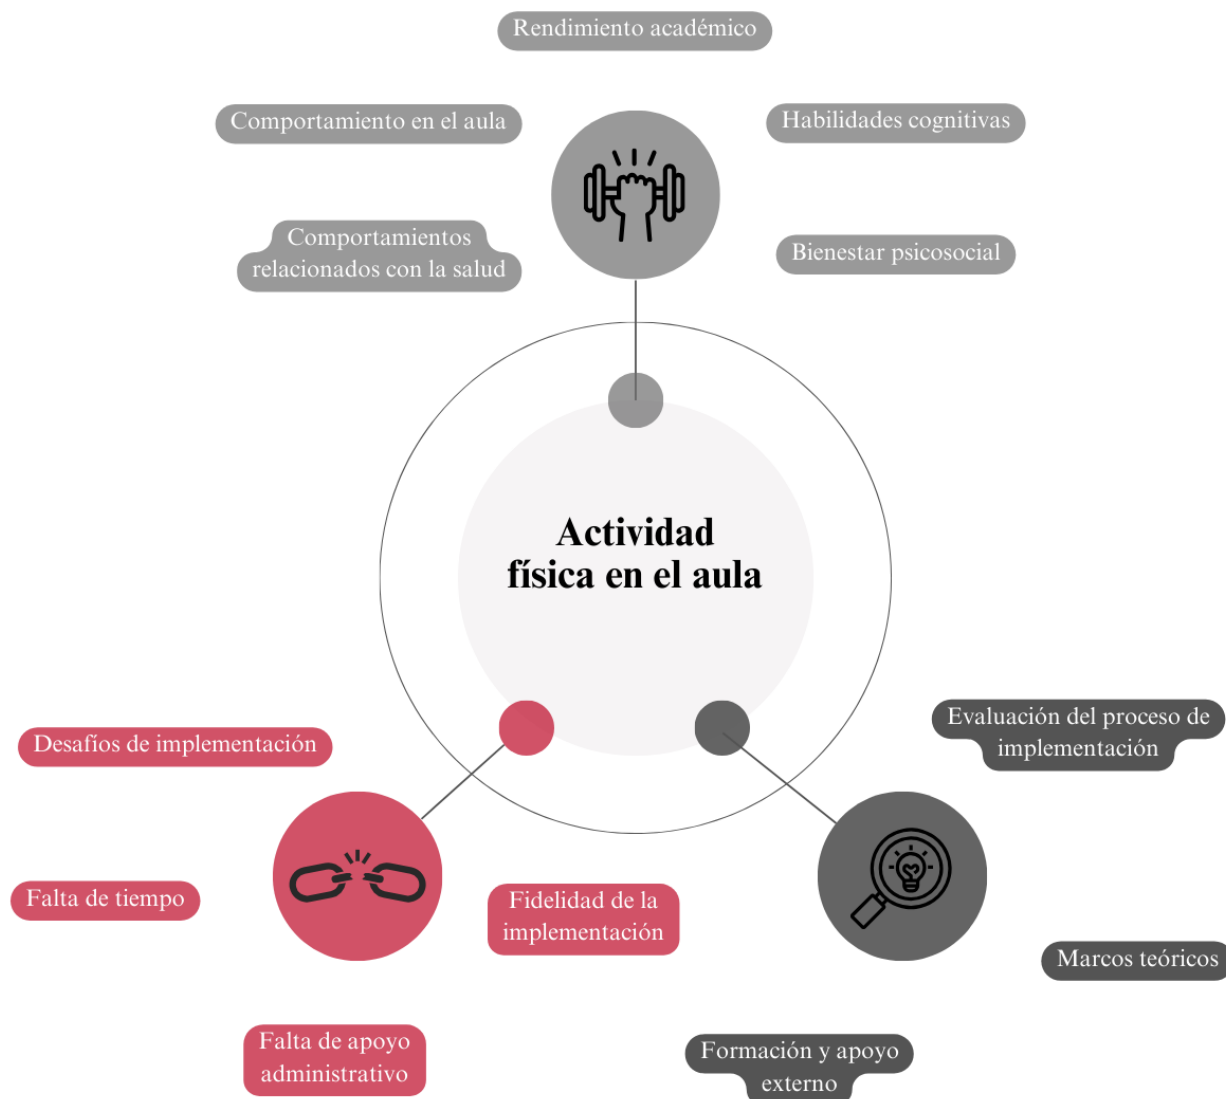 Rendimiento académico
Comportamiento en el aula
Habilidades cognitivas
Comportamientos
relacionados con la salud
Bienestar psicosocial
Actividad
física en el aula
Desafíos de implementación
Evaluación del proceso de
implementación
Falta de tiempo
Fidelidad de la
implementación
Marcos teóricos
Falta de apoyo
administrativo
Formación y apoyo
externo